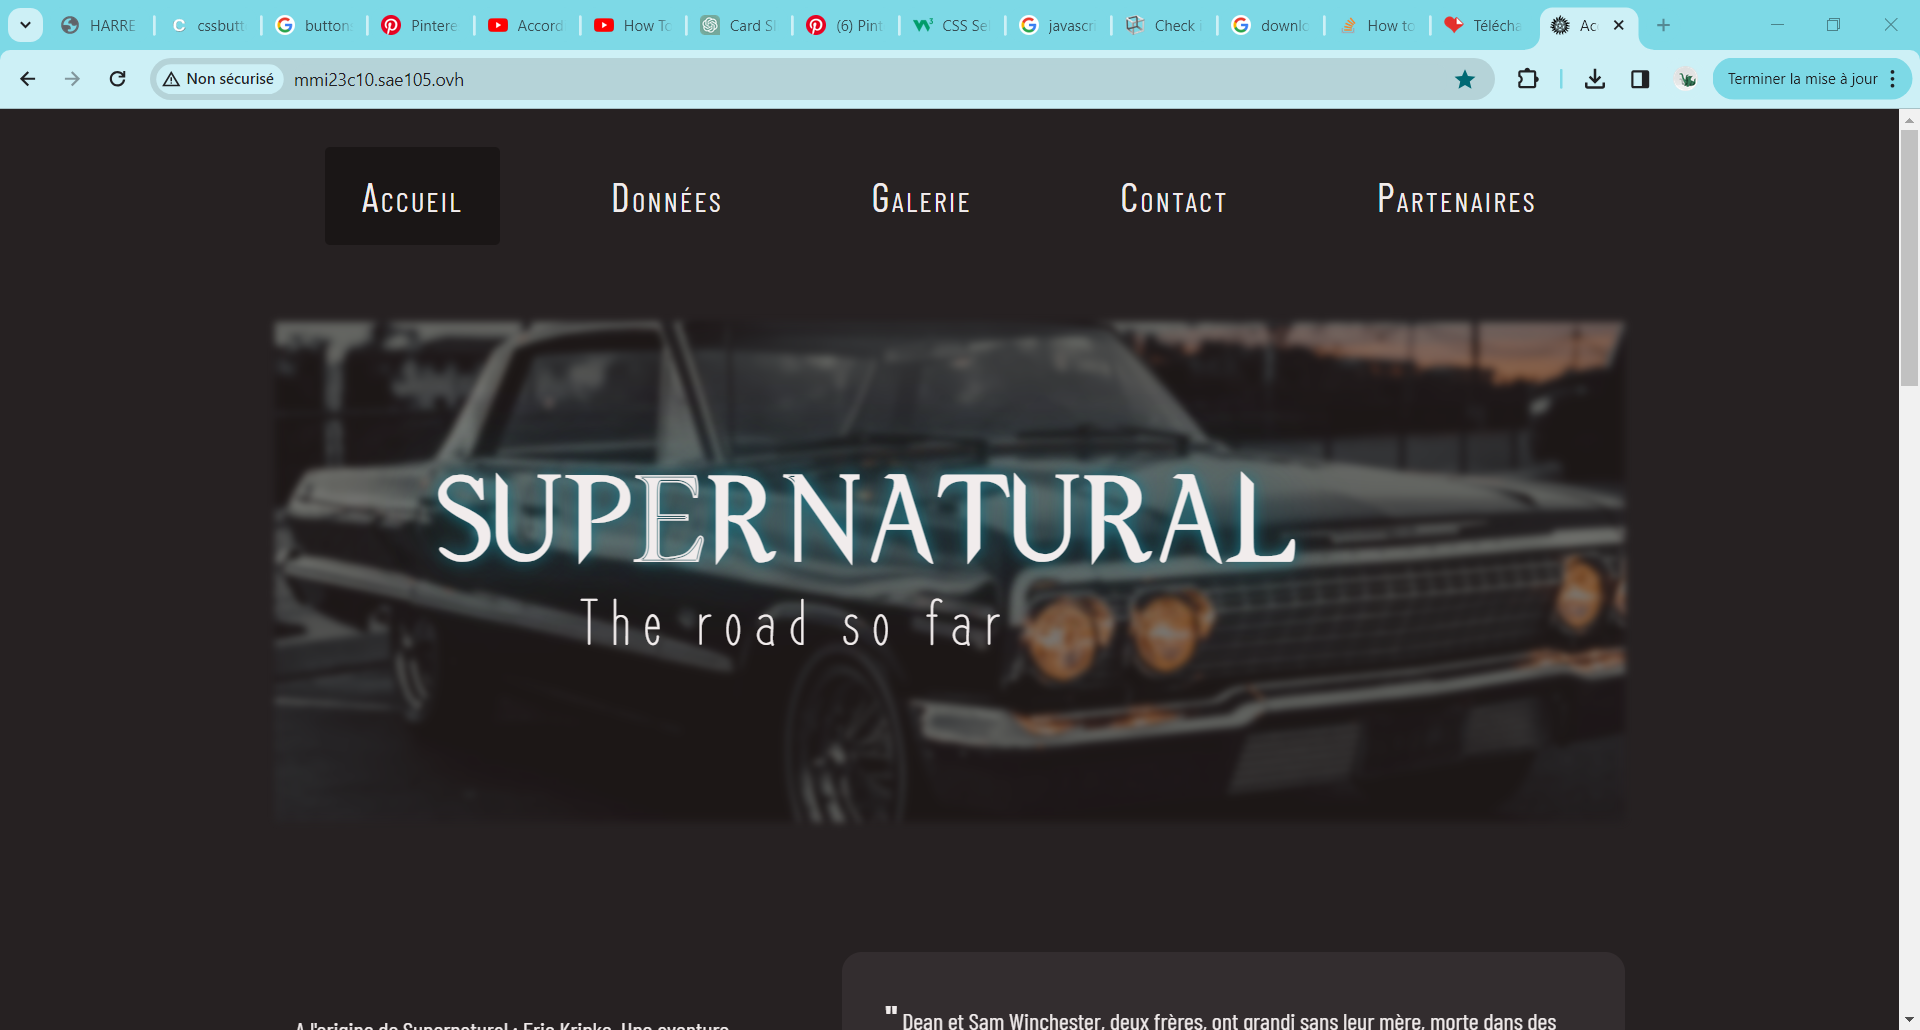 HARRE
cssbutt
button
Pintere
Accord
How To
Card Sl
(6) Pint
CSS Sel
javascri
Check i
downlo
How to
Télécha
Ac
Non sécurisé
mmi23c10.sae105.ovh
Terminer la mise à jour
Accueil
Données
Galerie
Contact
Partenaires
SUPERNATURAL
The road so far
" Dean et Sam Winchester, deux frères, ont grandi sans leur mère, morte dans des
A l'origine de Supernatural : Eric Kripke. Une aventure